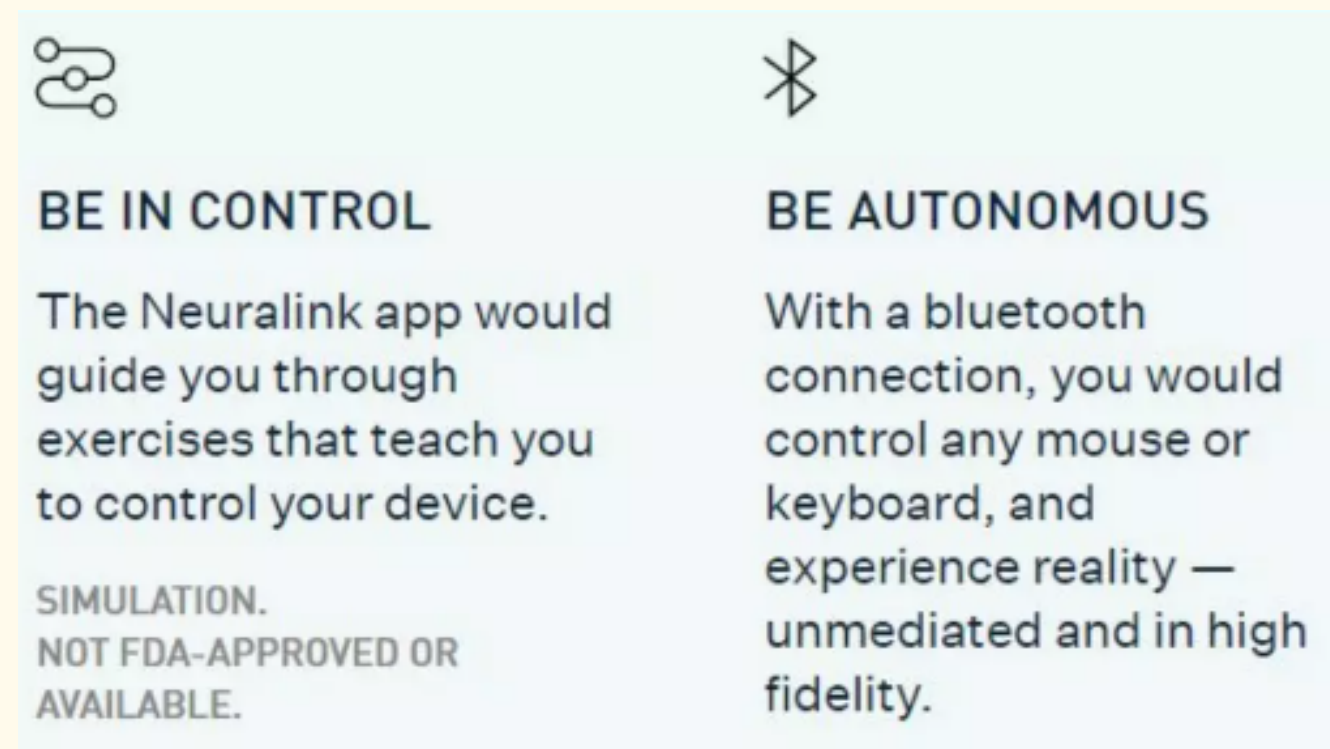 BE IN CONTROL
The Neuralink app would
guide you through
exercises that teach you
to control your device.
SIMULATION.
NOT FDA-APPROVED OR
AVAILABLE.
BE AUTONOMOUS
With a bluetooth
connection, you would
control any mouse or
keyboard, and
experience reality —
unmediated and in high
fidelity.